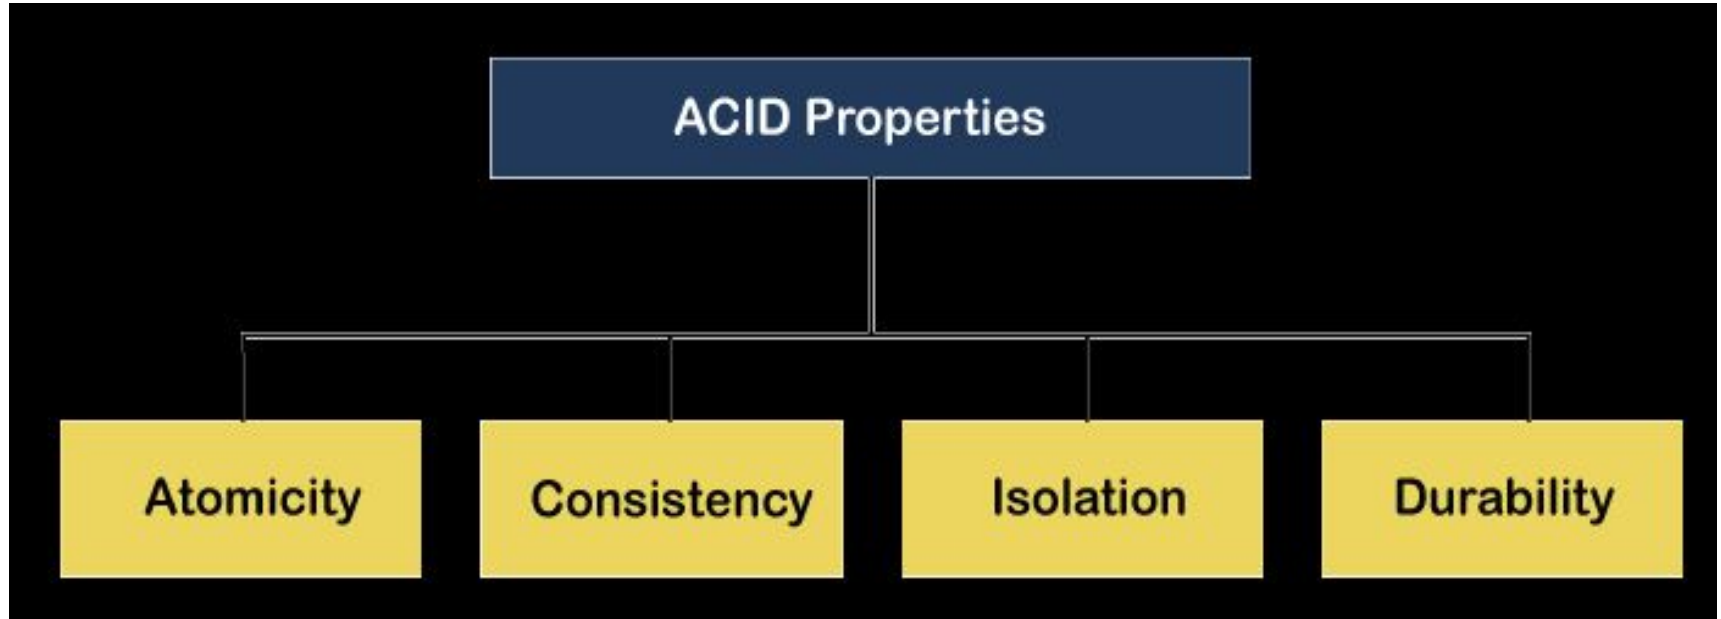 ACID Properties
Atomicity
Consistency
Isolation
Durability